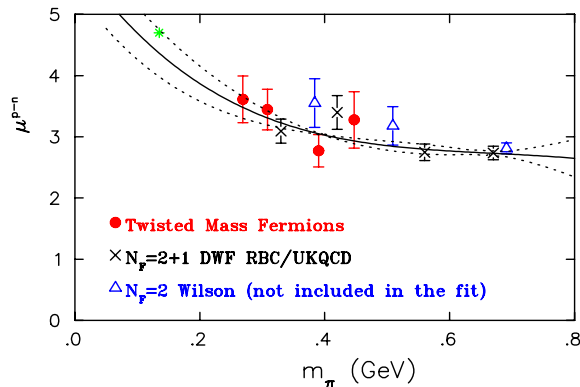 5
4
3
2
1
0
μᵖ⁻ⁿ
Twisted Mass Fermions
N_F=2+1 DWF RBC/UKQCD
N_F=2 Wilson (not included in the fit)
.0 .2 .4 .6 .8
m_π (GeV)